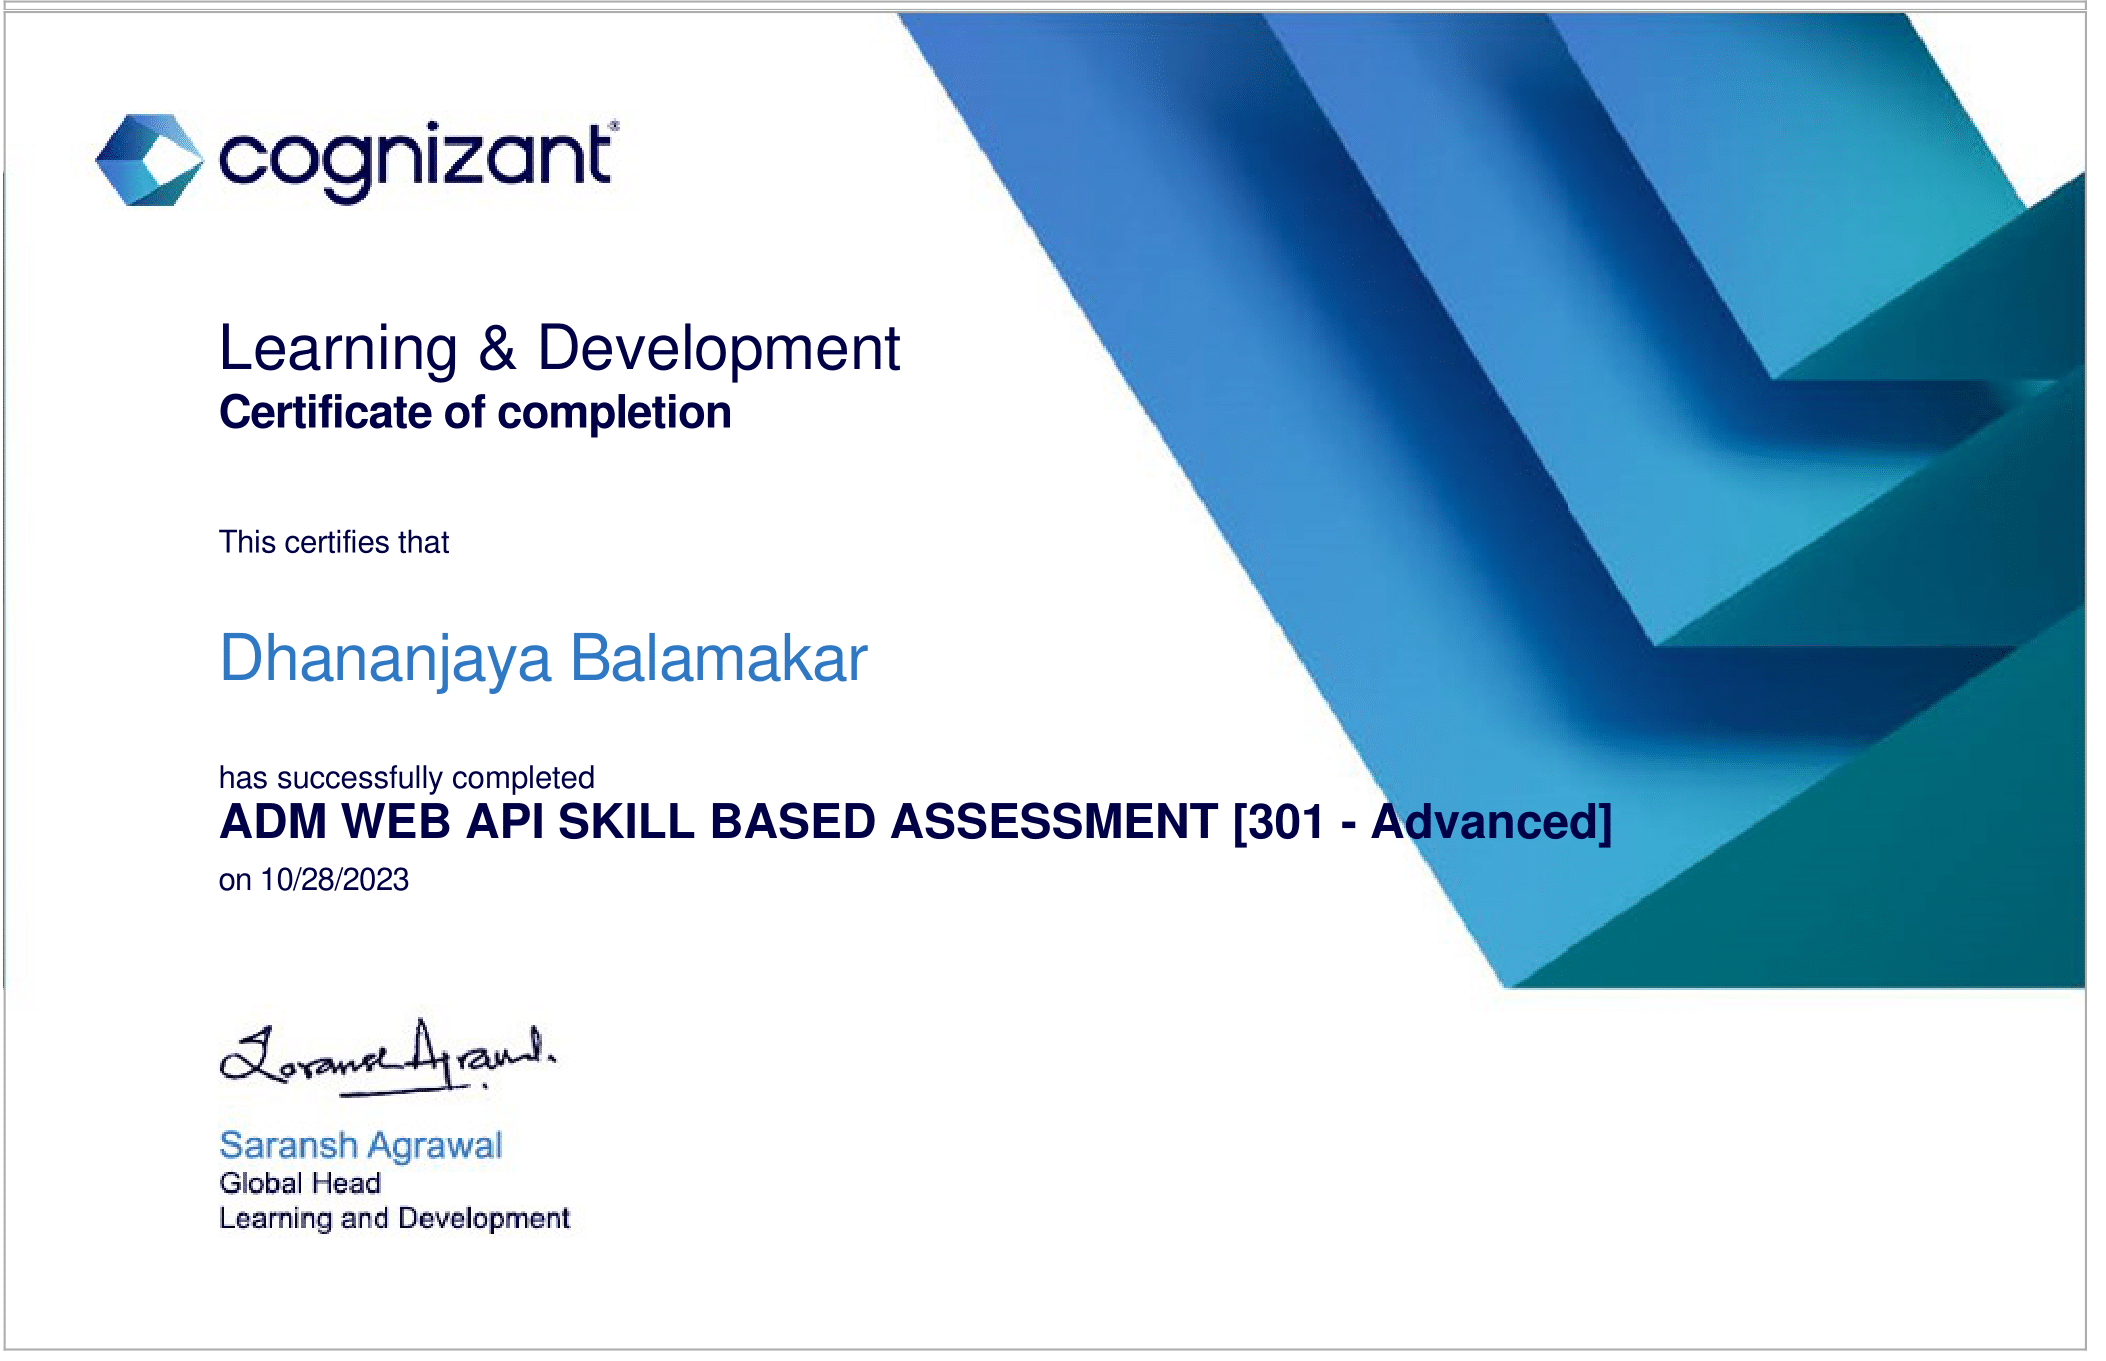 cognizant®
Learning & Development
Certificate of completion
This certifies that
Dhananjaya Balamakar
has successfully completed
ADM WEB API SKILL BASED ASSESSMENT [301 - Advanced]
on 10/28/2023
Saransh Agrawal
Saransh Agrawal
Global Head
Learning and Development